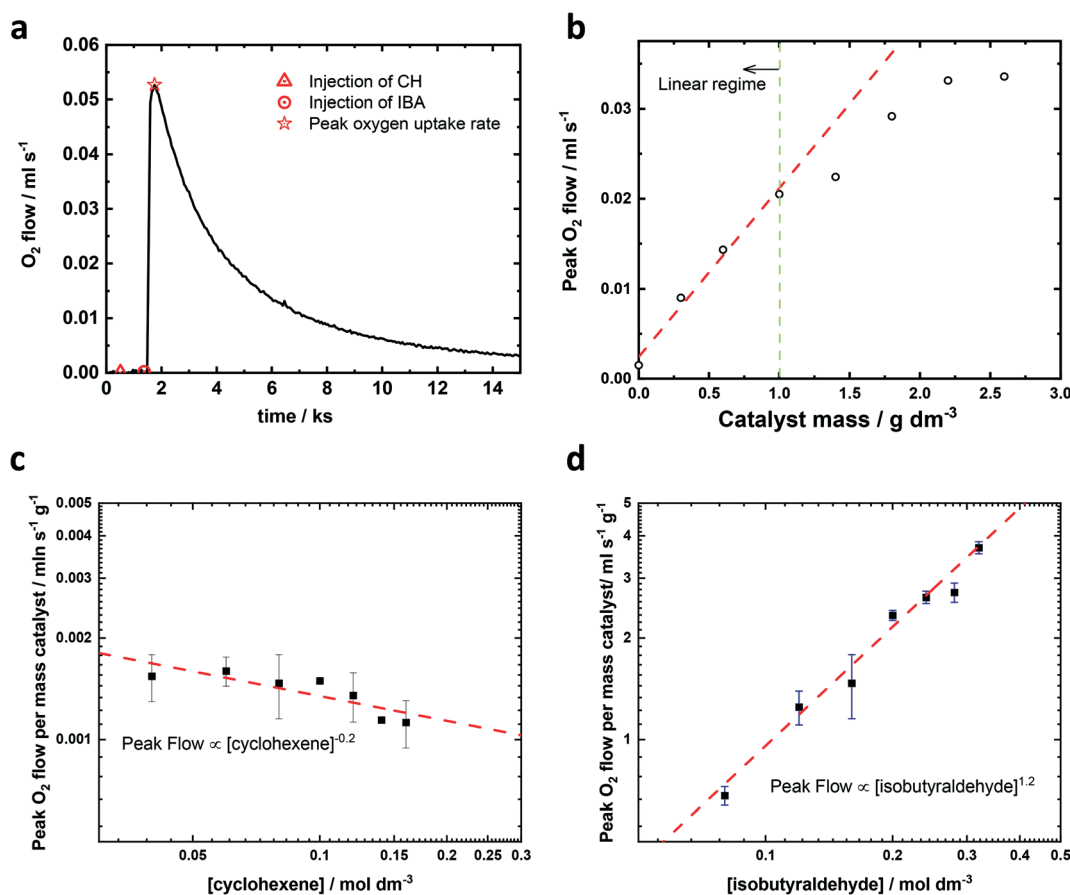 a
0.06
0.05
0.04
0.03
0.02
0.01
0.00
O2 flow / ml s-1
Injection of CH
Injection of IBA
Peak oxygen uptake rate
0 2 4 6 8 10 12 14
time / ks
b
0.03
0.02
0.01
0.00
Peak O2 flow / ml s-1
Linear regime
0.0 0.5 1.0 1.5 2.0 2.5 3.0
Catalyst mass / g dm-3
c
0.005
0.004
0.003
0.002
0.001
Peak O2 flow per mass catalyst / mln s-1 g-1
Peak Flow ∝ [cyclohexene]-0.2
0.05 0.1 0.15 0.2 0.25 0.3
[cyclohexene] / mol dm-3
d
5
4
3
2
1
Peak O2 flow per mass catalyst/ ml s-1 g-1
Peak Flow ∝ [isobutyraldehyde]1.2
0.1 0.2 0.3 0.4 0.5
[isobutyraldehyde] / mol dm-3